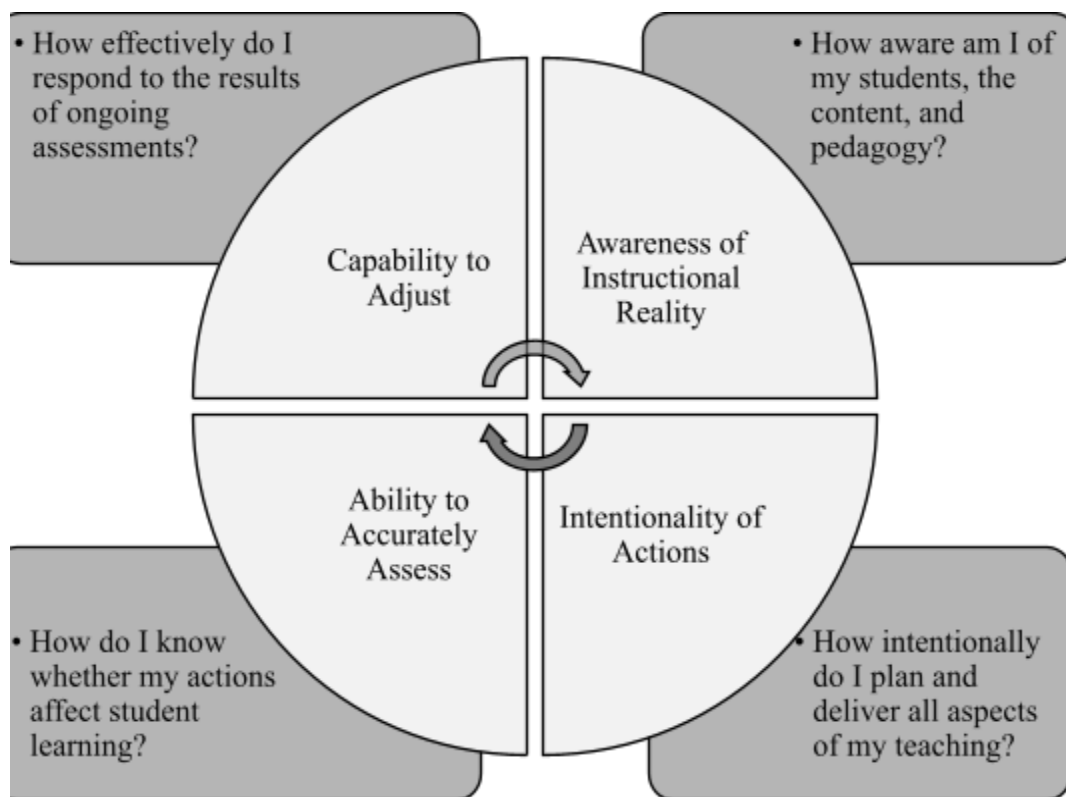 • How effectively do I
respond to the results
of ongoing
assessments?
• How aware am I of
my students, the
content, and
pedagogy?
Capability to
Adjust
Awareness of
Instructional
Reality
Ability to
Accurately
Assess
Intentionality of
Actions
• How do I know
whether my actions
affect student
learning?
• How intentionally
do I plan and
deliver all aspects
of my teaching?